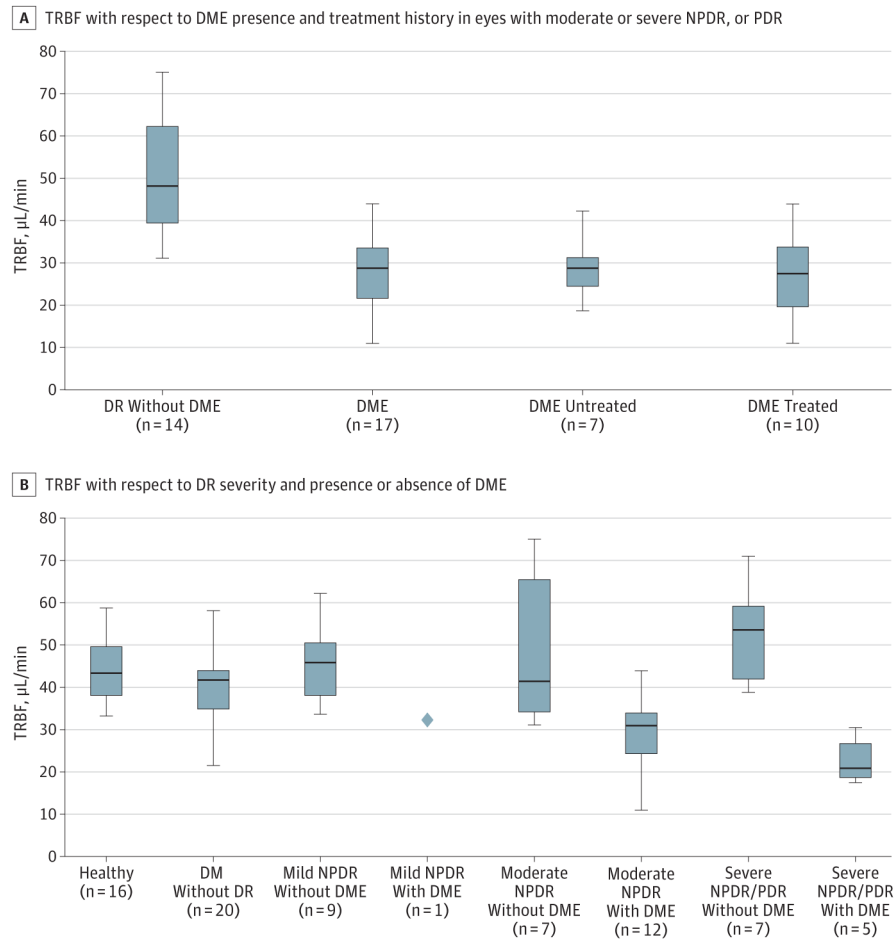 A TRBF with respect to DME presence and treatment history in eyes with moderate or severe NPDR, or PDR
80
70
60
50
40
30
20
10
0
TRBF, µL/min
DR Without DME
(n = 14)
DME
(n = 17)
DME Untreated
(n = 7)
DME Treated
(n = 10)
B TRBF with respect to DR severity and presence or absence of DME
80
70
60
50
40
30
20
10
0
TRBF, µL/min
Healthy
(n = 16)
DM
Without DR
(n = 20)
Mild NPDR
Without DME
(n = 9)
Mild NPDR
With DME
(n = 1)
Moderate
NPDR
Without DME
(n = 7)
Moderate
NPDR
With DME
(n = 12)
Severe
NPDR/PDR
Without DME
(n = 7)
Severe
NPDR/PDR
With DME
(n = 5)